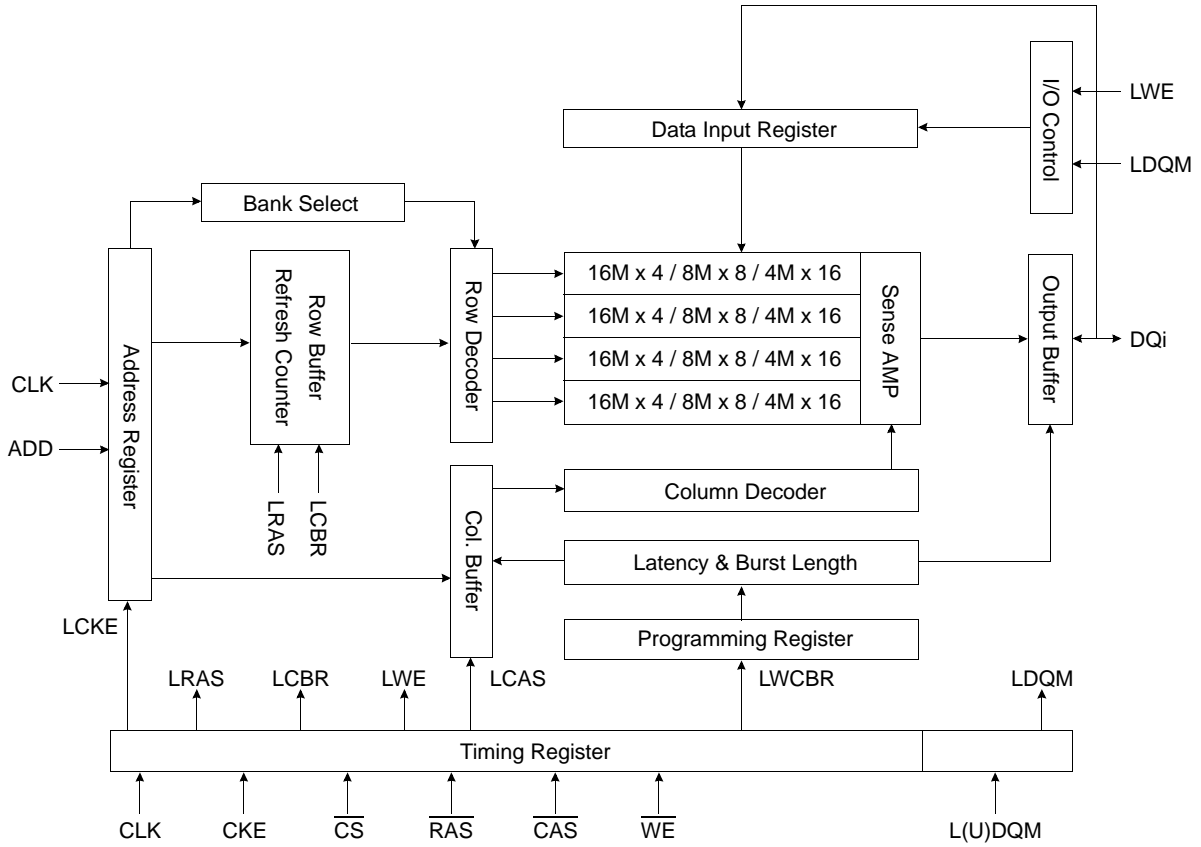 LWE
I/O Control
Data Input Register
LDQM
Bank Select
16M x 4 / 8M x 8 / 4M x 16
16M x 4 / 8M x 8 / 4M x 16
16M x 4 / 8M x 8 / 4M x 16
16M x 4 / 8M x 8 / 4M x 16
Address Register
Row Buffer
Refresh Counter
Row Decoder
Sense AMP
Output Buffer
DQi
CLK
ADD
LRAS
LCBR
Col. Buffer
Column Decoder
Latency & Burst Length
Programming Register
LCKE
LRAS
LCBR
LWE
LCAS
LWCBR
LDQM
Timing Register
CLK
CKE
CS
RAS
CAS
WE
L(U)DQM